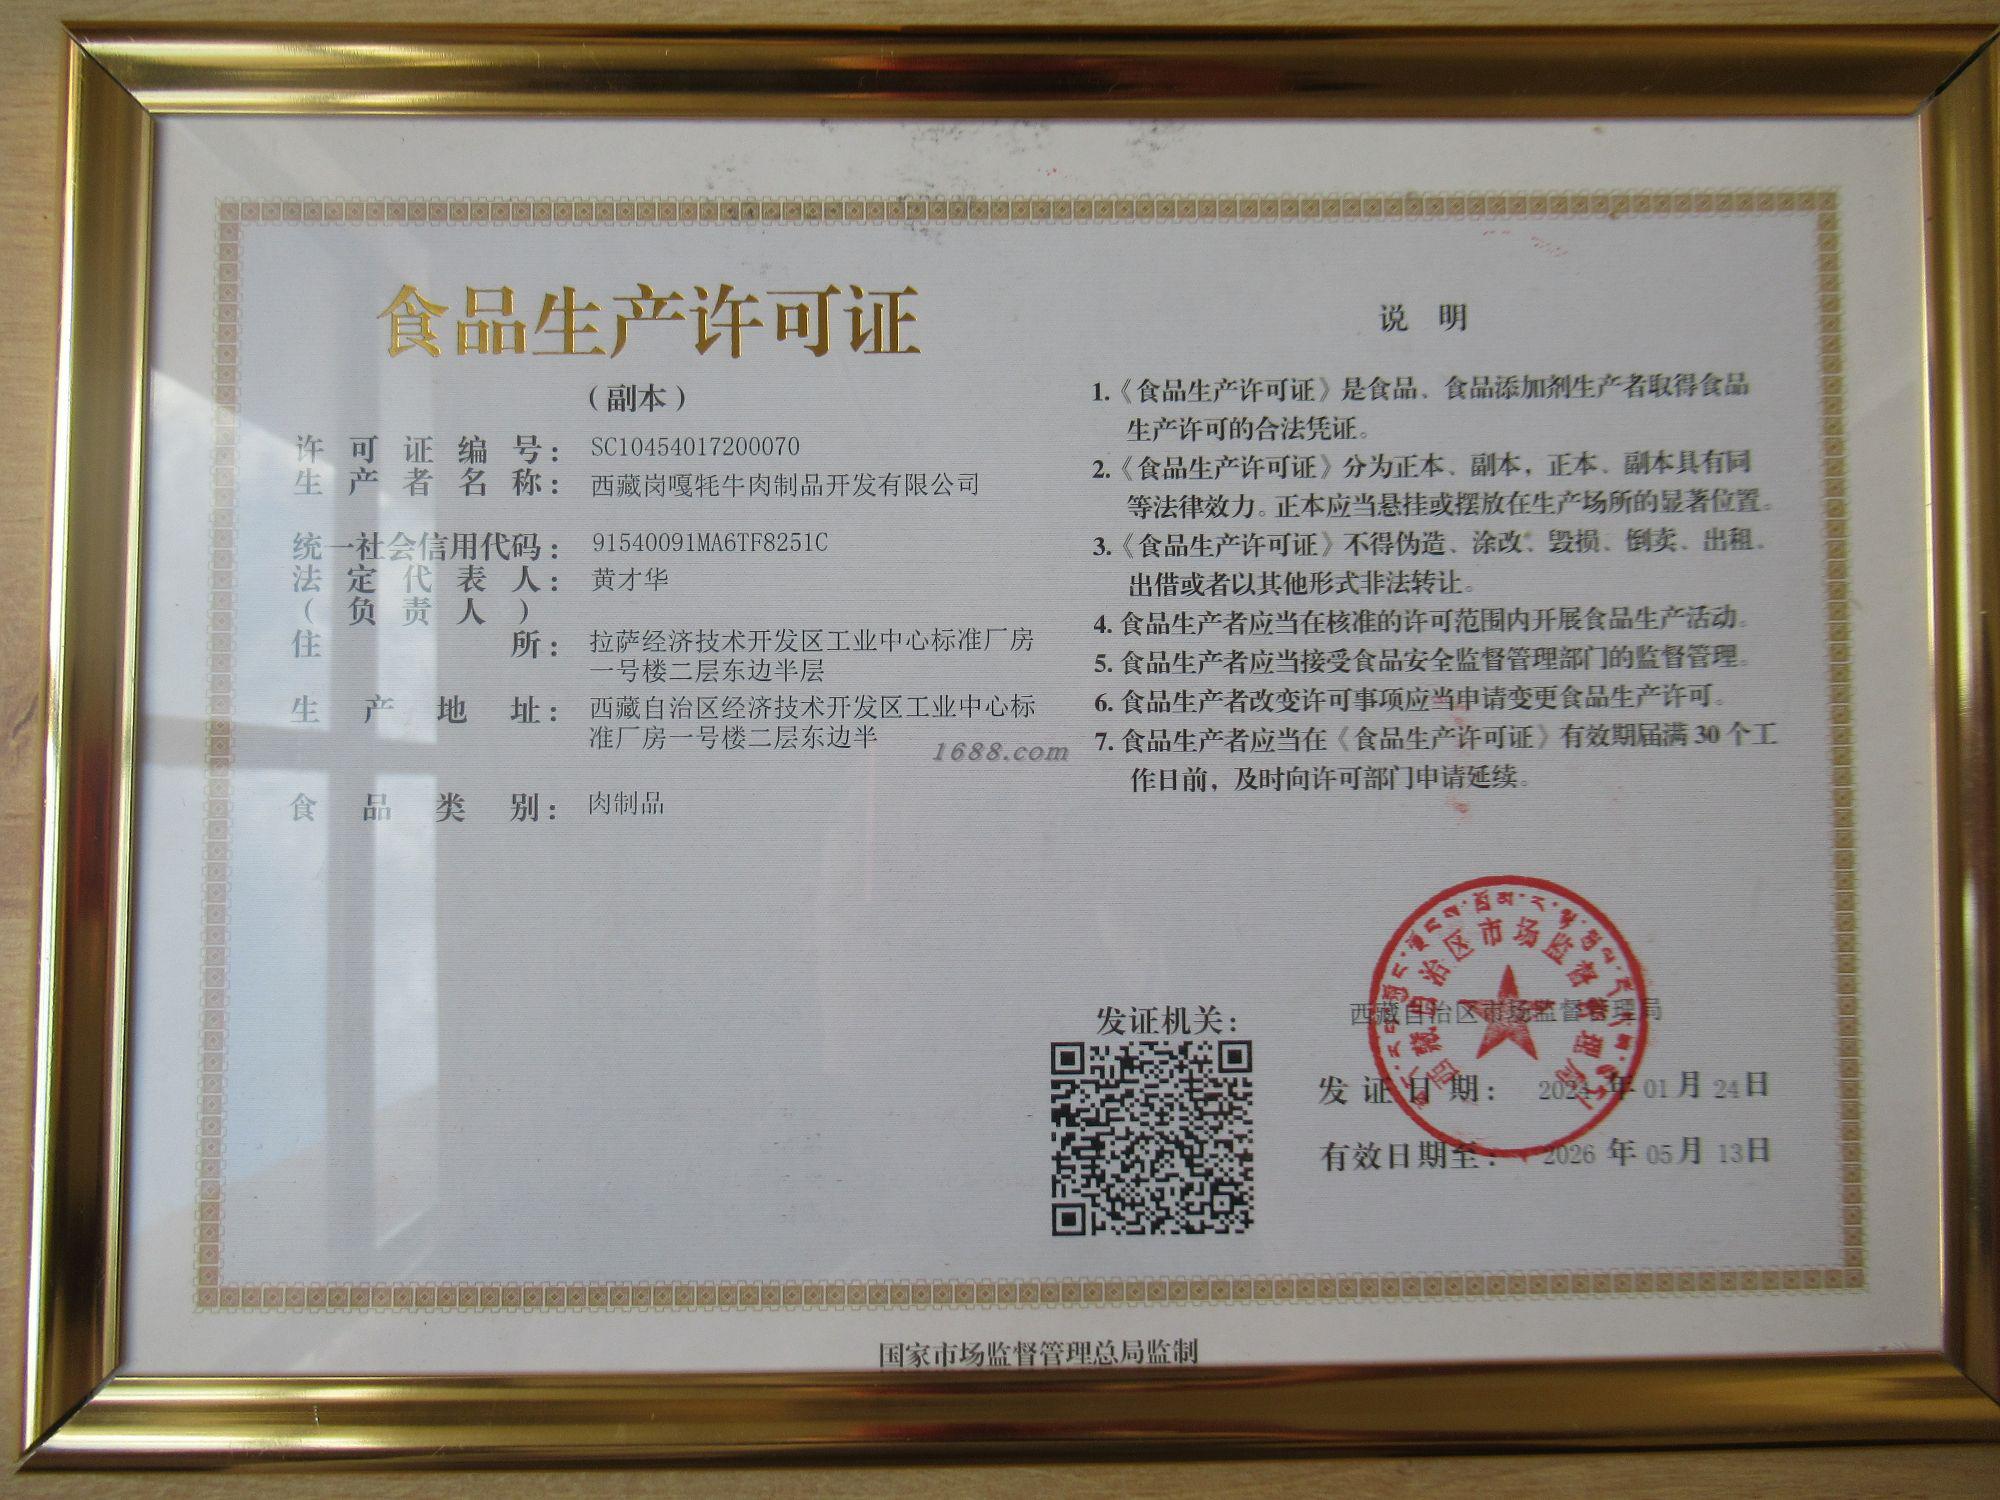 食品生产许可证
（副本）
许可证编号：SC10454017200070
生产者名称：西藏岗嘎牦牛肉制品开发有限公司
统一社会信用代码：91540091MA6TF8251C
法定代表人：黄才华
（负责人）
住所：拉萨经济技术开发区工业中心标准厂房
一号楼二层东边半层
生产地址：西藏自治区经济技术开发区工业中心标
准厂房一号楼二层东边半
食品类别：肉制品
1688.com
说明
1.《食品生产许可证》是食品、食品添加剂生产者取得食品
生产许可的合法凭证。
2.《食品生产许可证》分为正本、副本，正本、副本具有同
等法律效力。正本应当悬挂或摆放在生产场所的显著位置。
3.《食品生产许可证》不得伪造、涂改、毁损、倒卖、出租、
出借或者以其他形式非法转让。
4.食品生产者应当在核准的许可范围内开展食品生产活动。
5.食品生产者应当接受食品安全监督管理部门的监督管理。
6.食品生产者改变许可事项应当申请变更食品生产许可。
7.食品生产者应当在《食品生产许可证》有效期届满30个工
作日前，及时向许可部门申请延续。
发证机关：
西藏自治区市场监督管理局
西藏自治区市场监督管理局
发证日期：2024年01月24日
有效日期至：2026年05月13日
国家市场监督管理总局监制